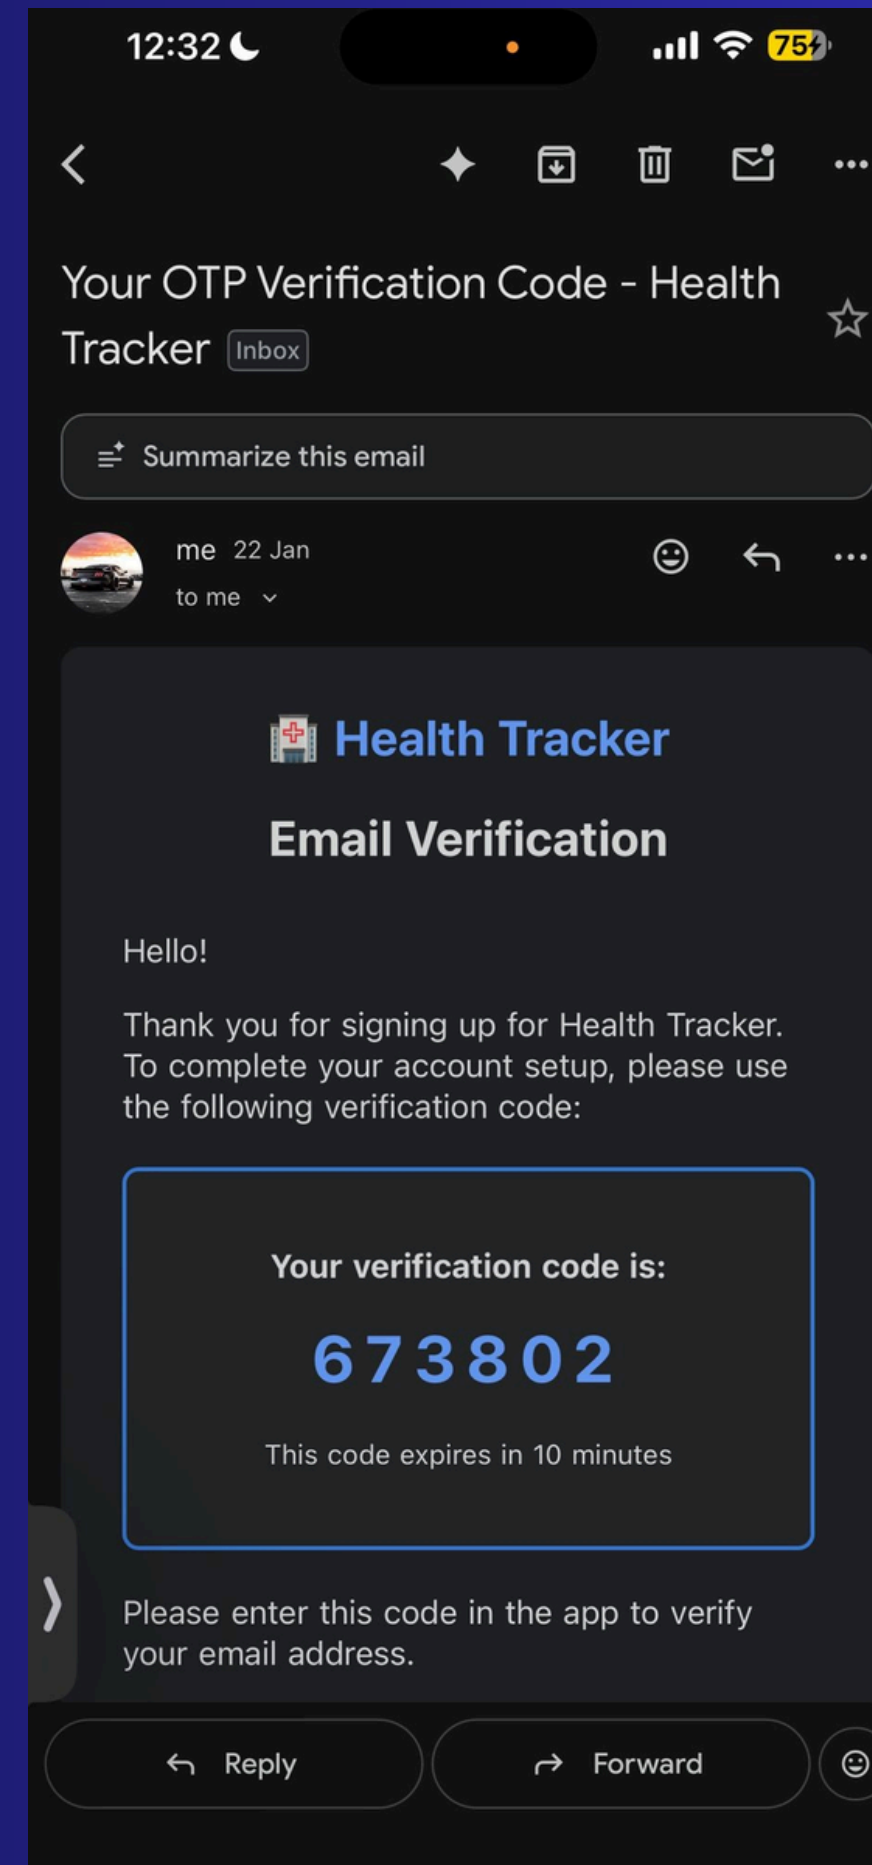 12:32
75
Your OTP Verification Code - Health
Tracker Inbox
Summarize this email
me 22 Jan
to me
Health Tracker
Email Verification
Hello!
Thank you for signing up for Health Tracker.
To complete your account setup, please use
the following verification code:
Your verification code is:
673802
This code expires in 10 minutes
Please enter this code in the app to verify
your email address.
Reply
Forward